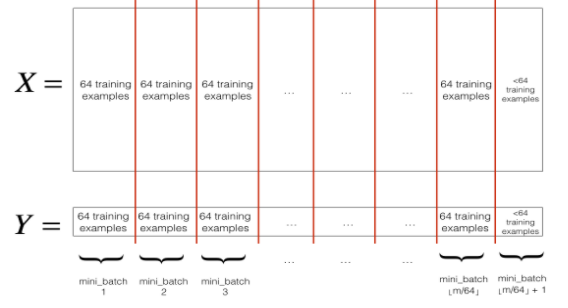 X =
64 training
examples
64 training
examples
64 training
examples
...
...
...
64 training
examples
<64
training
examples
Y =
64 training
examples
64 training
examples
64 training
examples
...
...
...
64 training
examples
<64
training
examples
mini_batch
1
mini_batch
2
mini_batch
3
...
...
...
mini_batch
⌊m/64⌋
mini_batch
⌊m/64⌋ + 1